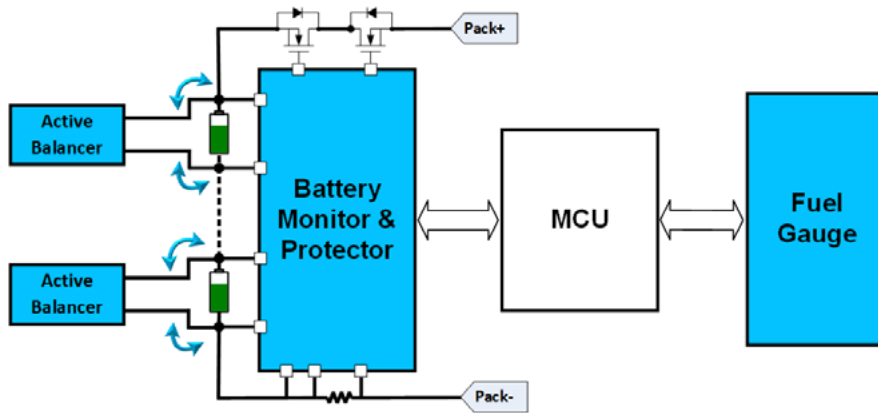 Pack+
Active
Balancer
Battery
Monitor &
Protector
MCU
Fuel
Gauge
Active
Balancer
Pack-